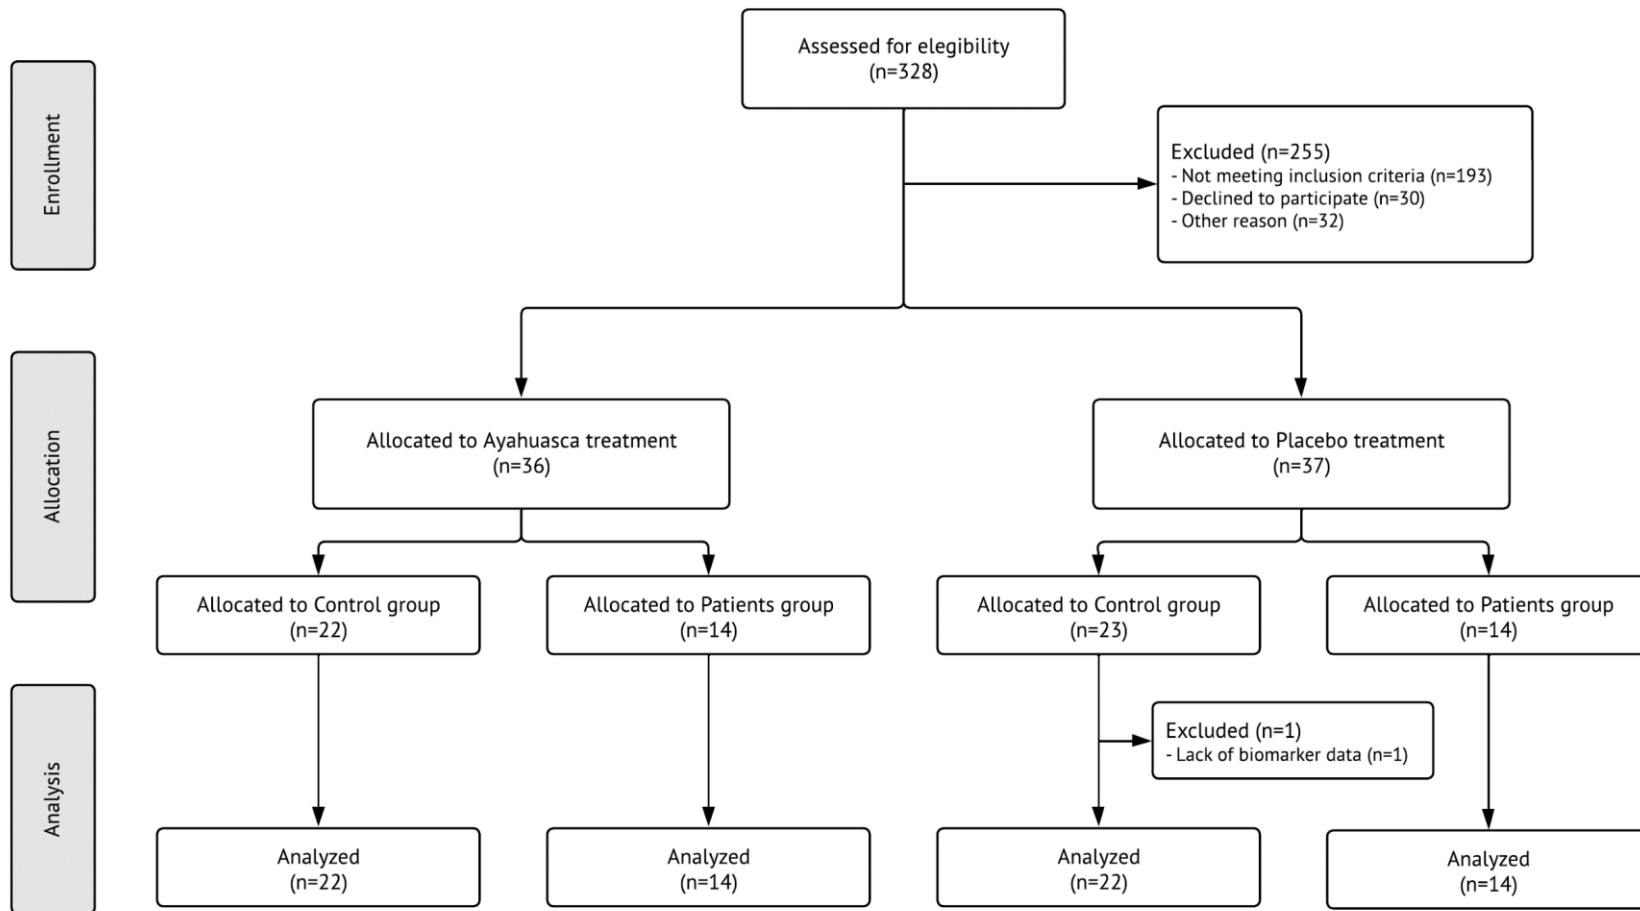 Enrollment
Assessed for elegibility
(n=328)
Excluded (n=255)
- Not meeting inclusion criteria (n=193)
- Declined to participate (n=30)
- Other reason (n=32)
Allocation
Allocated to Ayahuasca treatment
(n=36)
Allocated to Placebo treatment
(n=37)
Allocated to Control group
(n=22)
Allocated to Patients group
(n=14)
Allocated to Control group
(n=23)
Allocated to Patients group
(n=14)
Analysis
Excluded (n=1)
- Lack of biomarker data (n=1)
Analyzed
(n=22)
Analyzed
(n=14)
Analyzed
(n=22)
Analyzed
(n=14)